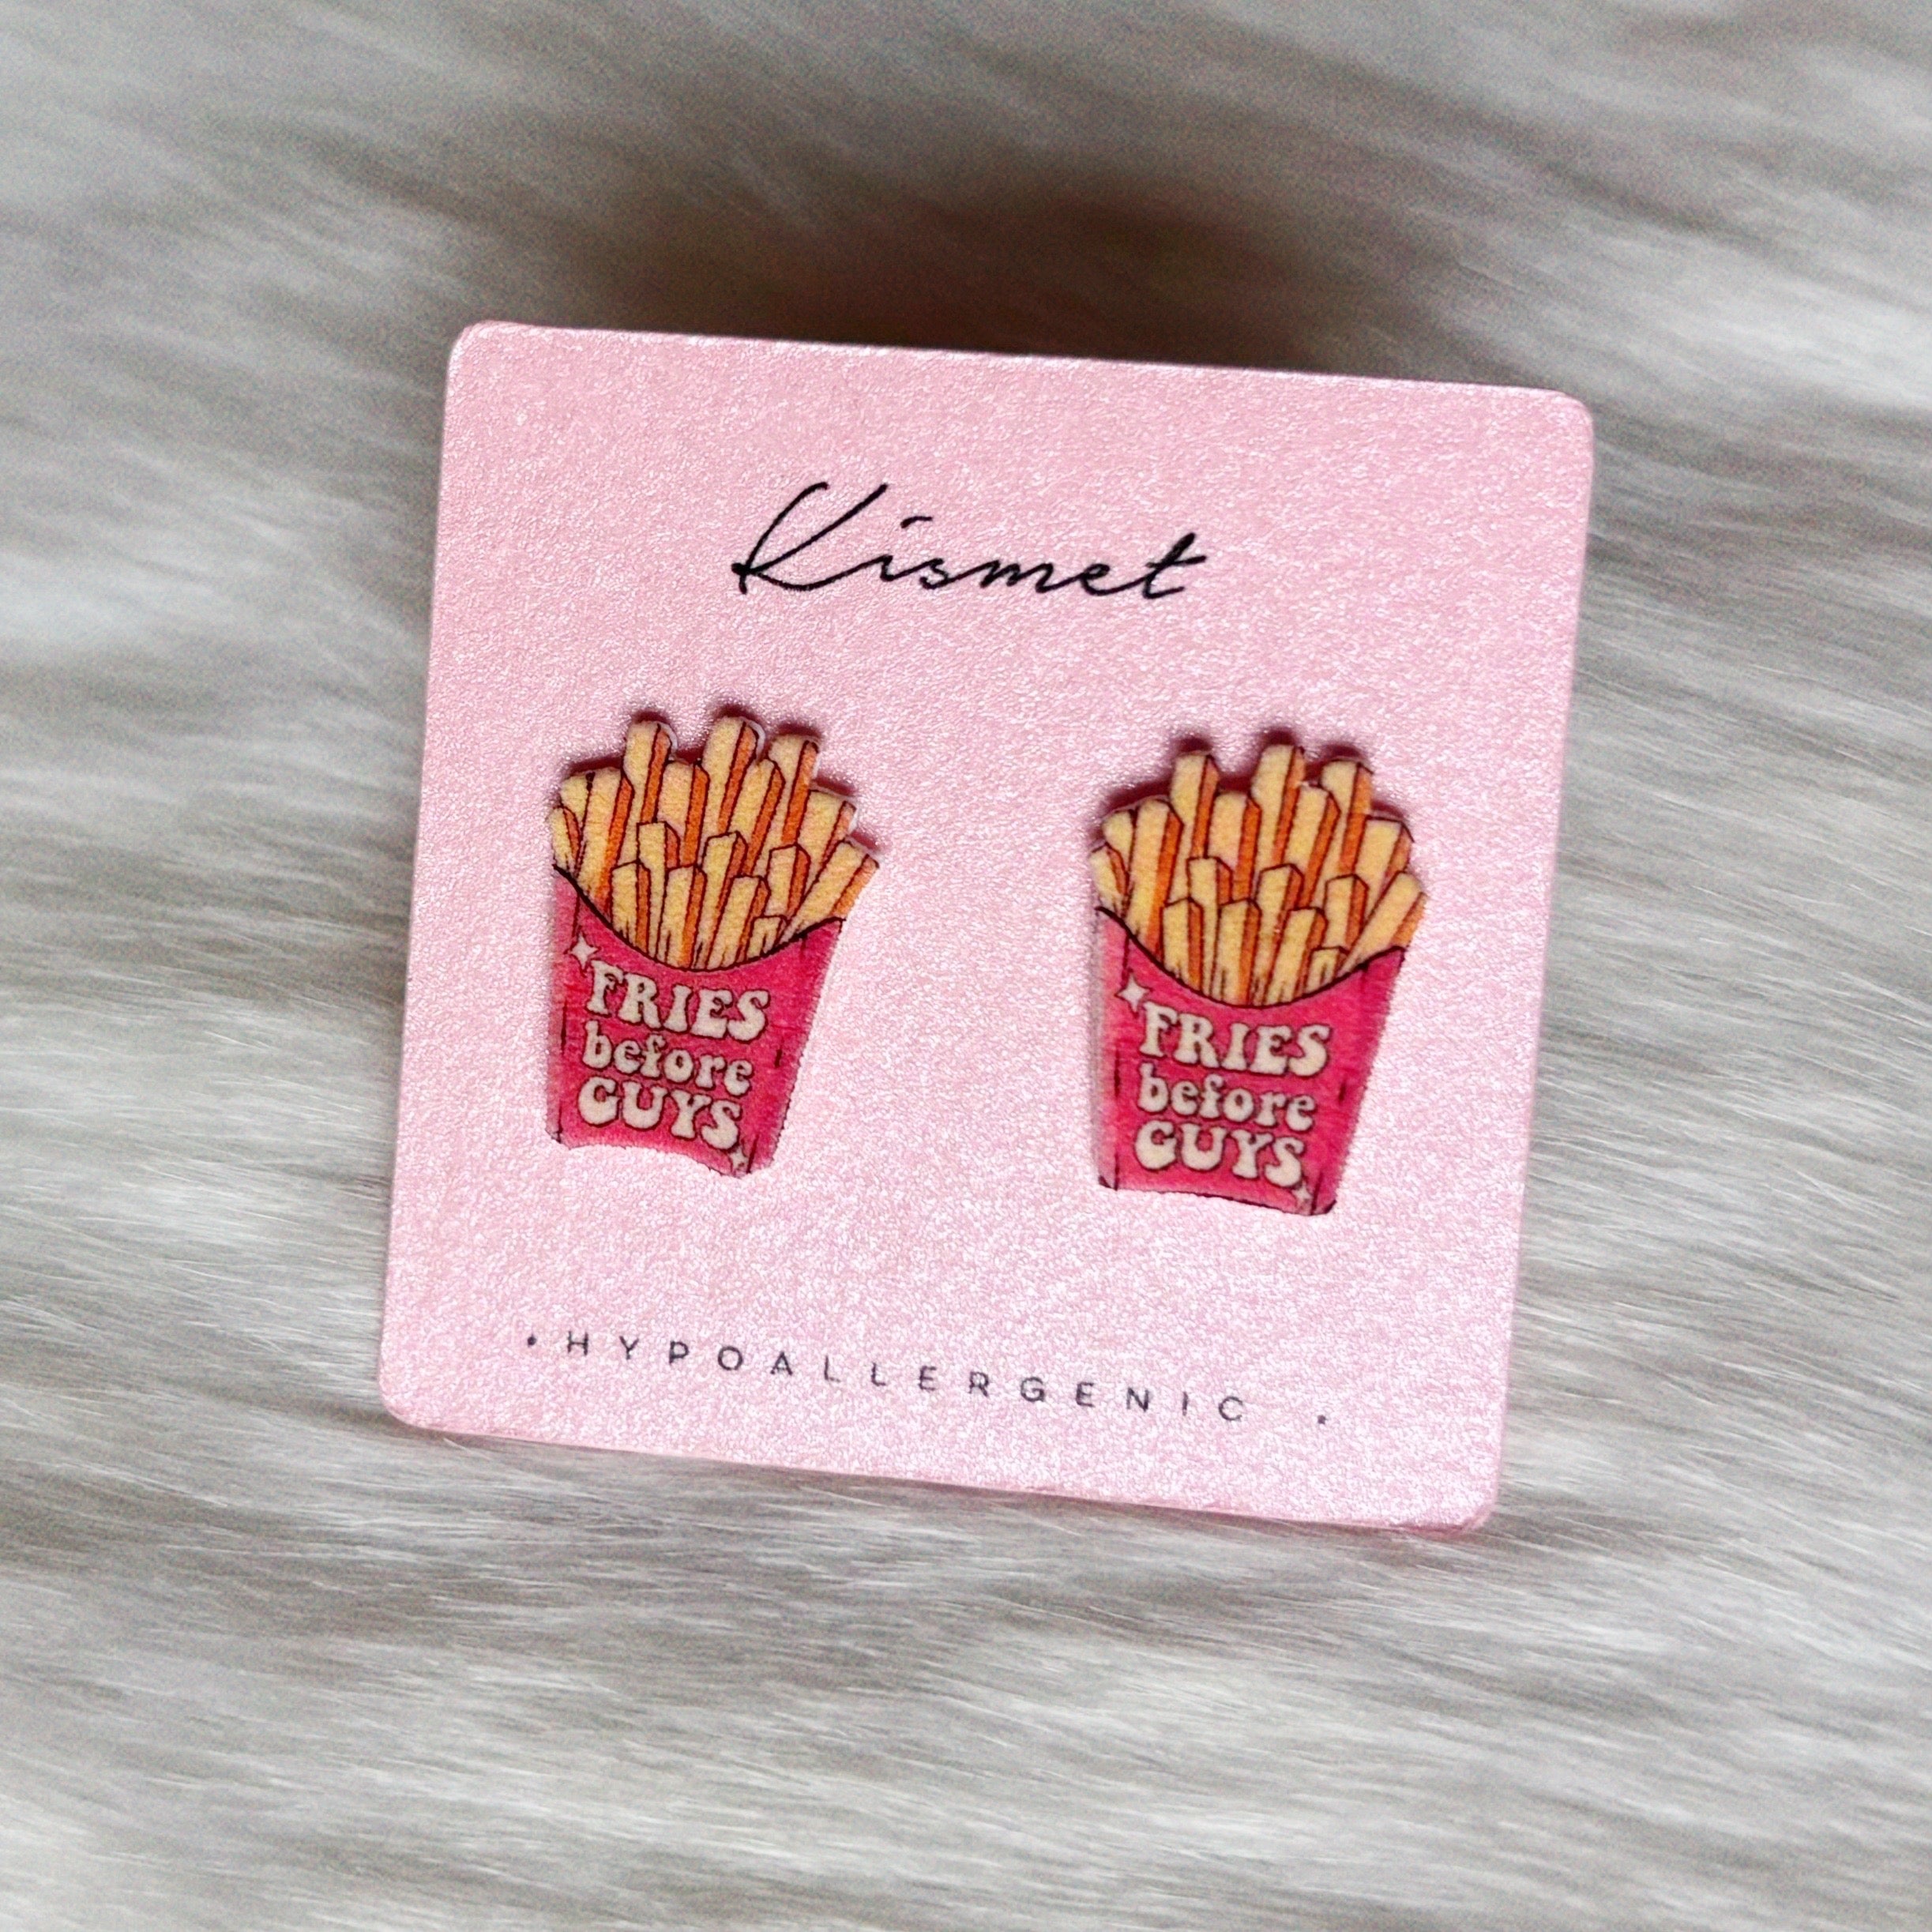 Kismet
FRIES
before
GUYS
FRIES
before
GUYS
• HYPOALLERGENIC •